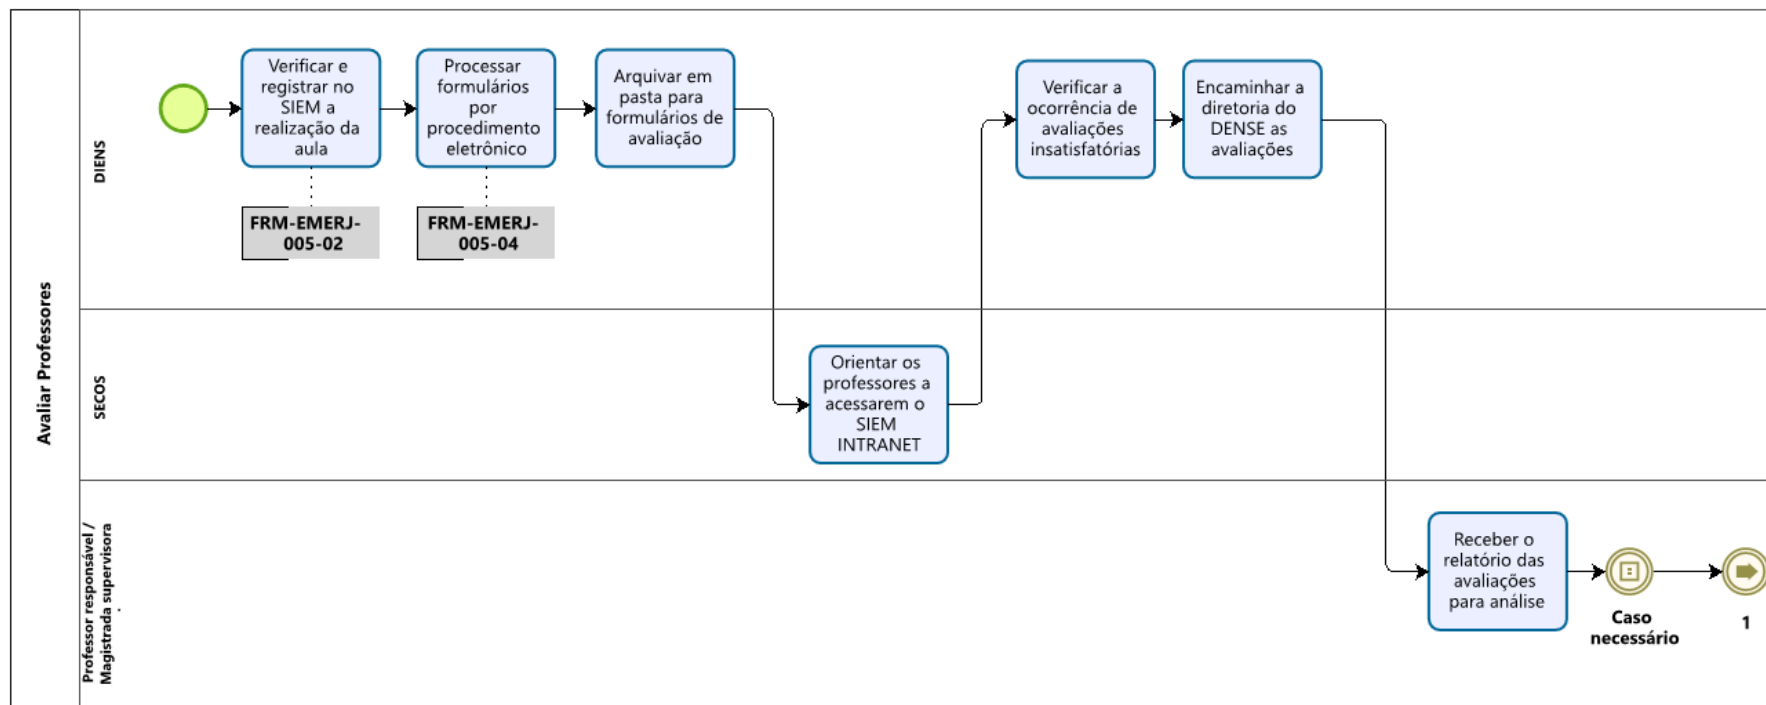 Avaliar Professores
DIENS
Verificar e
registrar no
SIEM a
realização da
aula
FRM-EMERJ-
005-02
Processar
formulários
por
procedimento
eletrônico
FRM-EMERJ-
005-04
Arquivar em
pasta para
formulários de
avaliação
Verificar a
ocorrência de
avaliações
insatisfatórias
Encaminhar a
diretoria do
DENSE as
avaliações
SECOS
Orientar os
professores a
acessarem o
SIEM
INTRANET
Professor responsável /
Magistrada supervisora
.
Receber o
relatório das
avaliações
para análise
Caso
necessário
1